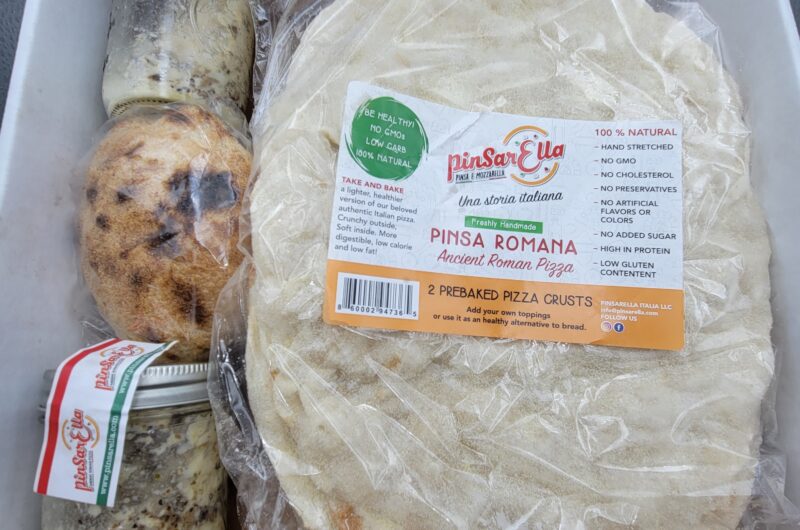 BE HEALTHY!
NO GMOs
LOW CARB
100% NATURAL
TAKE AND BAKE
a lighter, healthier
version of our beloved
authentic Italian pizza.
Crunchy outside,
Soft inside. More
digestible, low calorie
and low fat!
pinSarElla
PINSA E MOZZARELLA
Una storia italiana
Freshly Handmade
PINSA ROMANA
Ancient Roman Pizza
100 % NATURAL
– HAND STRETCHED
– NO GMO
– NO CHOLESTEROL
– NO PRESERVATIVES
– NO ARTIFICIAL
FLAVORS OR
COLORS
– NO ADDED SUGAR
– HIGH IN PROTEIN
– LOW GLUTEN
CONTENTENT
8 60002 94736 5
2 PREBAKED PIZZA CRUSTS
Add your own toppings
or use it as an healthy alternative to bread.
PINSARELLA ITALIA LLC
info@pinsarella.com
FOLLOW US
pinSarElla
pinSarElla
www.pinsarella.com